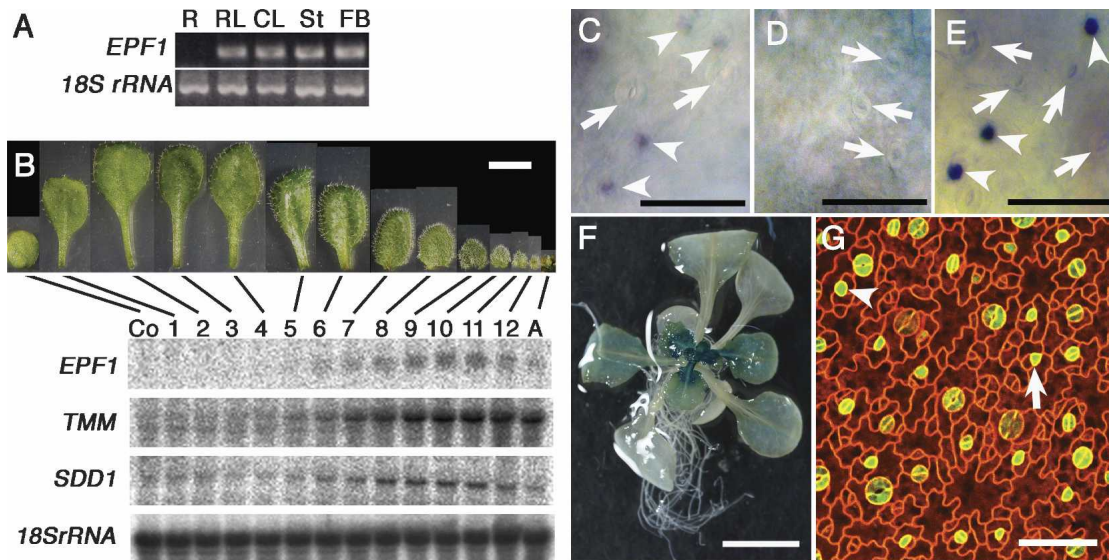 A
R RL CL St FB
EPF1
18S rRNA
B
Co 1 2 3 4 5 6 7 8 9 10 11 12 A
EPF1
TMM
SDD1
18SrRNA
C
D
E
F
G